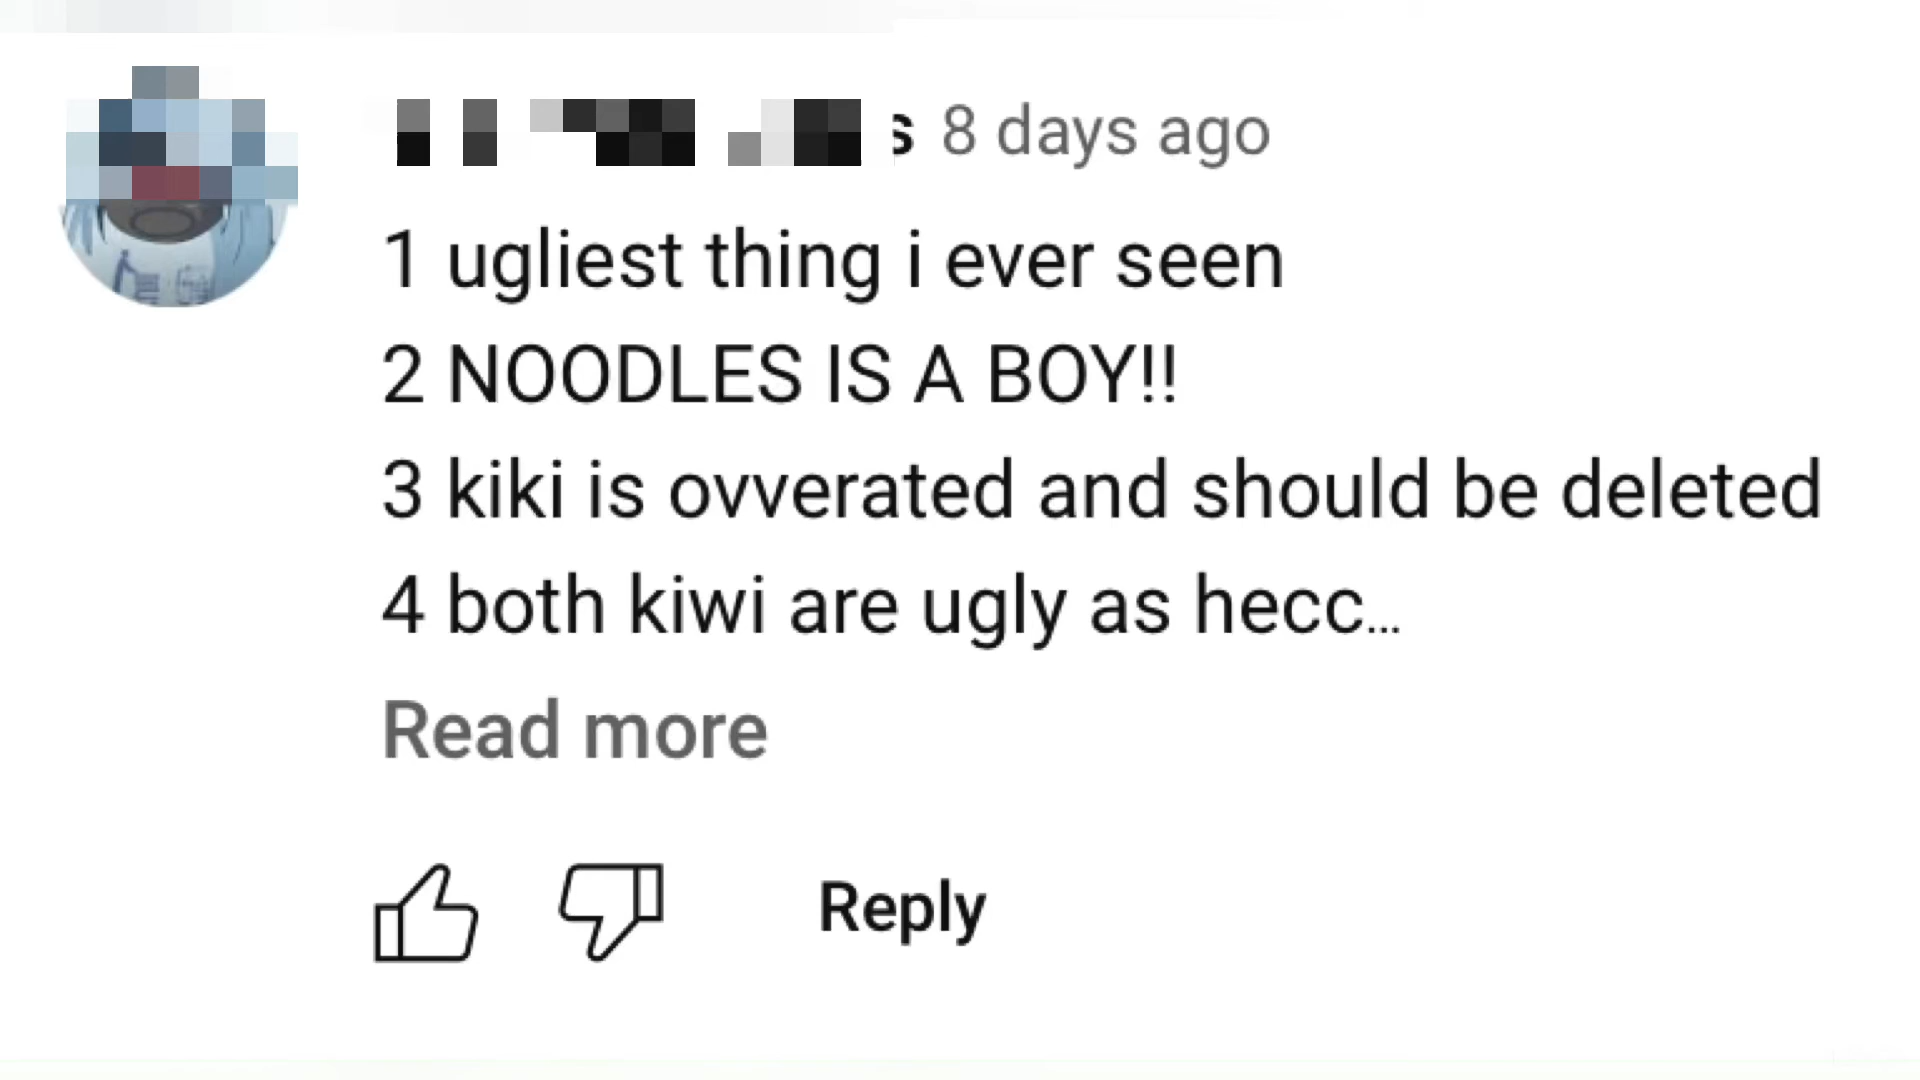 8 days ago
1 ugliest thing i ever seen
2 NOODLES IS A BOY!!
3 kiki is ovverated and should be deleted
4 both kiwi are ugly as hecc...
Read more
Reply